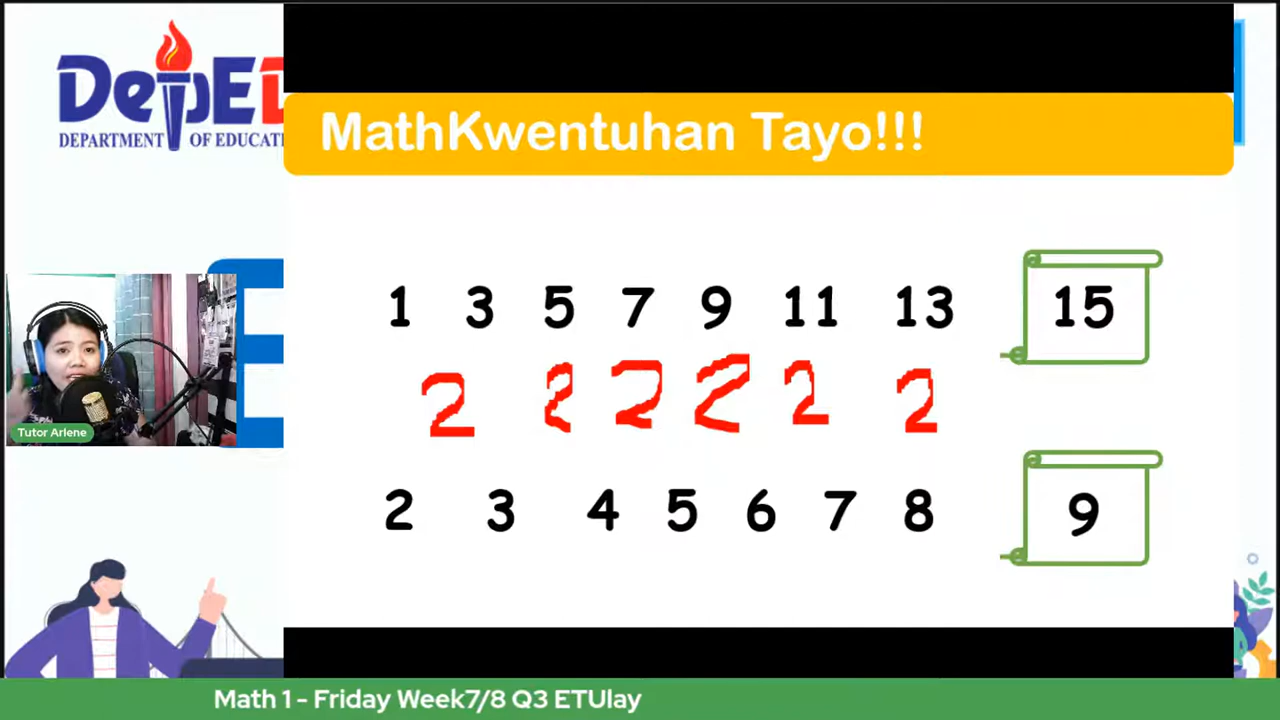 DepED
DEPARTMENT OF EDUCATI
MathKwentuhan Tayo!!!
1 3 5 7 9 11 13 15
2 2 2 2 2 2
2 3 4 5 6 7 8 9
Tutor Arlene
Math 1 - Friday Week7/8 Q3 ETUlay